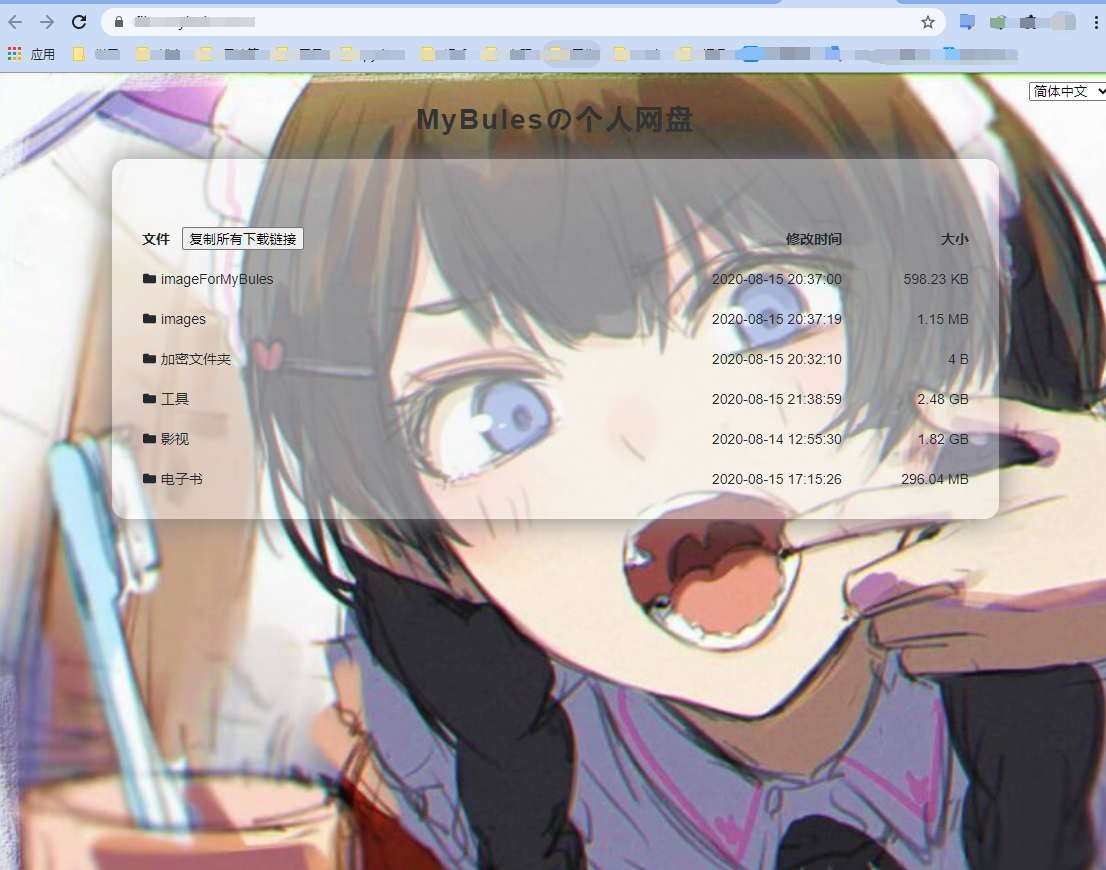 应用
简体中文
MyBulesの个人网盘
文件 复制所有下载链接 修改时间 大小
imageForMyBules 2020-08-15 20:37:00 598.23 KB
images 2020-08-15 20:37:19 1.15 MB
加密文件夹 2020-08-15 20:32:10 4 B
工具 2020-08-15 21:38:59 2.48 GB
影视 2020-08-14 12:55:30 1.82 GB
电子书 2020-08-15 17:15:26 296.04 MB